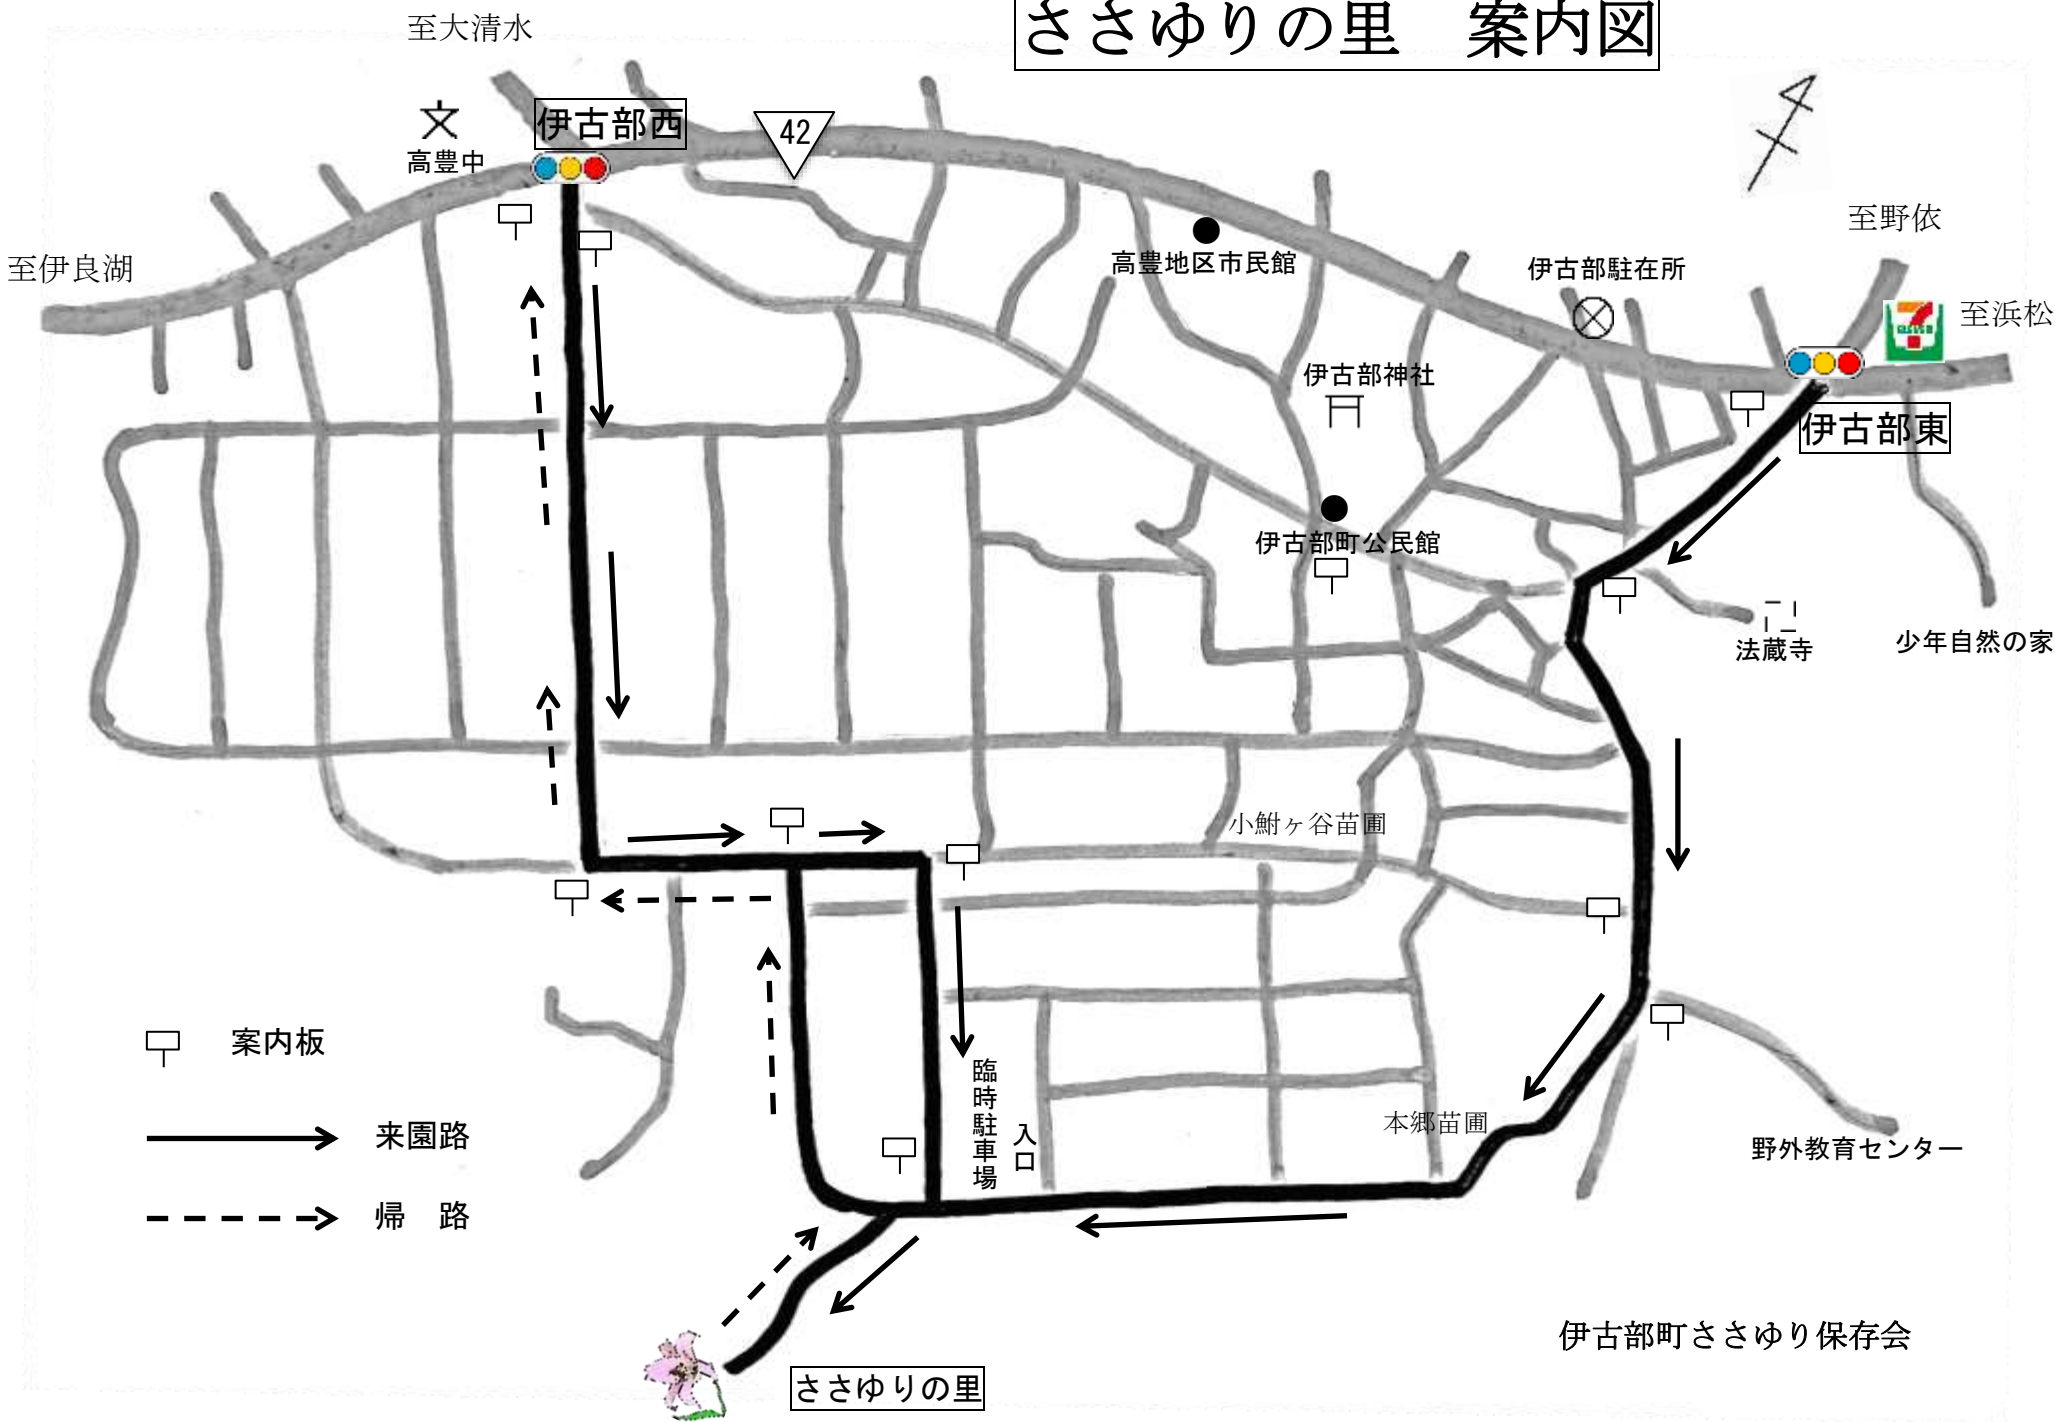 ささゆりの里　案内図
至大清水
伊古部西
42
高豊中
至野依
至伊良湖
高豊地区市民館
伊古部駐在所
至浜松
伊古部神社
伊古部東
伊古部町公民館
法蔵寺
少年自然の家
小鮒ヶ谷苗圃
案内板
来園路
帰　路
臨時駐車場
入口
本郷苗圃
野外教育センター
伊古部町ささゆり保存会
ささゆりの里